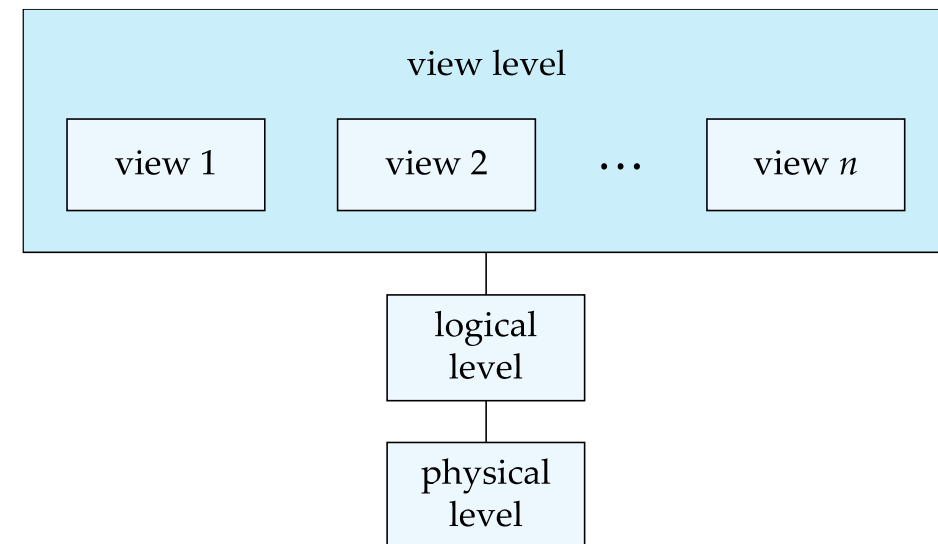 view level
view 1 view 2 ... view n
logical
level
physical
level